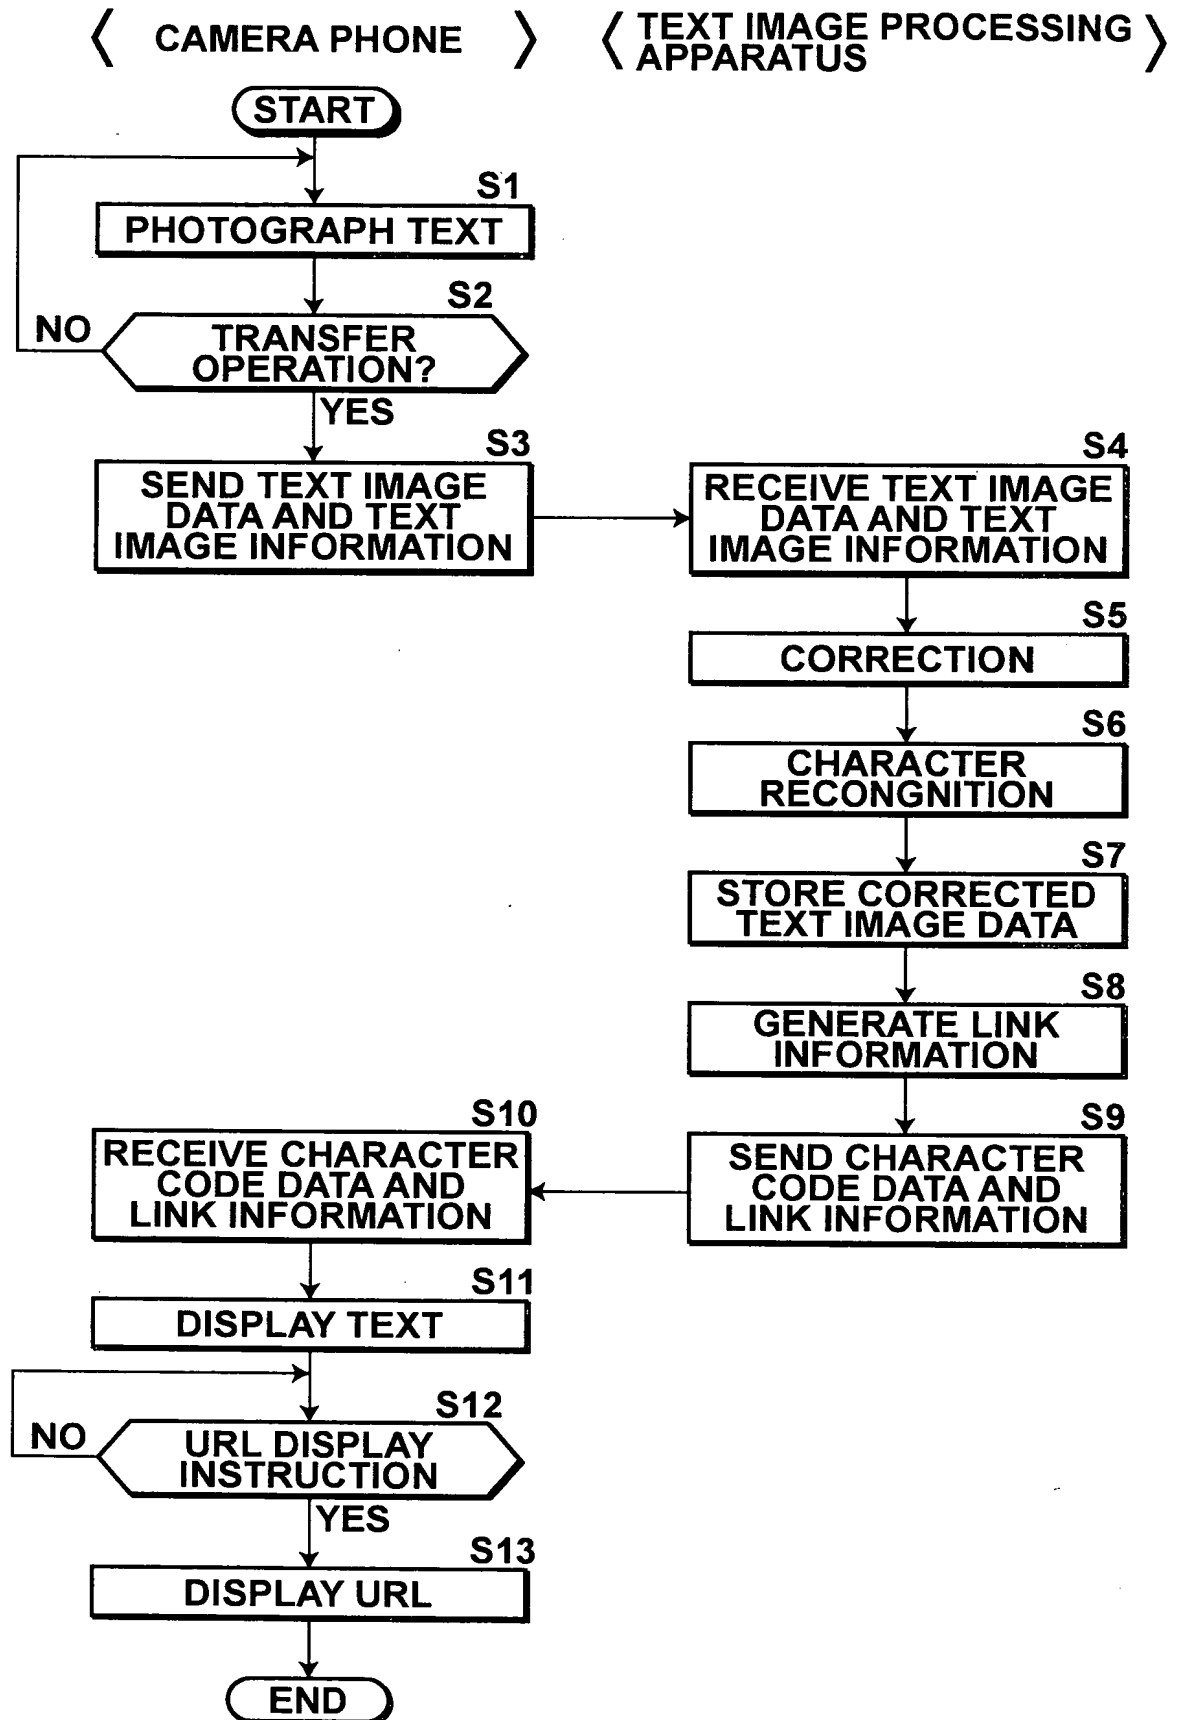 〈 CAMERA PHONE 〉
〈 TEXT IMAGE PROCESSING
APPARATUS 〉
START
S1
PHOTOGRAPH TEXT
S2
NO
TRANSFER
OPERATION?
YES
S3
SEND TEXT IMAGE
DATA AND TEXT
IMAGE INFORMATION
S4
RECEIVE TEXT IMAGE
DATA AND TEXT
IMAGE INFORMATION
S5
CORRECTION
S6
CHARACTER
RECONGNITION
S7
STORE CORRECTED
TEXT IMAGE DATA
S8
GENERATE LINK
INFORMATION
S9
SEND CHARACTER
CODE DATA AND
LINK INFORMATION
S10
RECEIVE CHARACTER
CODE DATA AND
LINK INFORMATION
S11
DISPLAY TEXT
S12
NO
URL DISPLAY
INSTRUCTION
YES
S13
DISPLAY URL
END